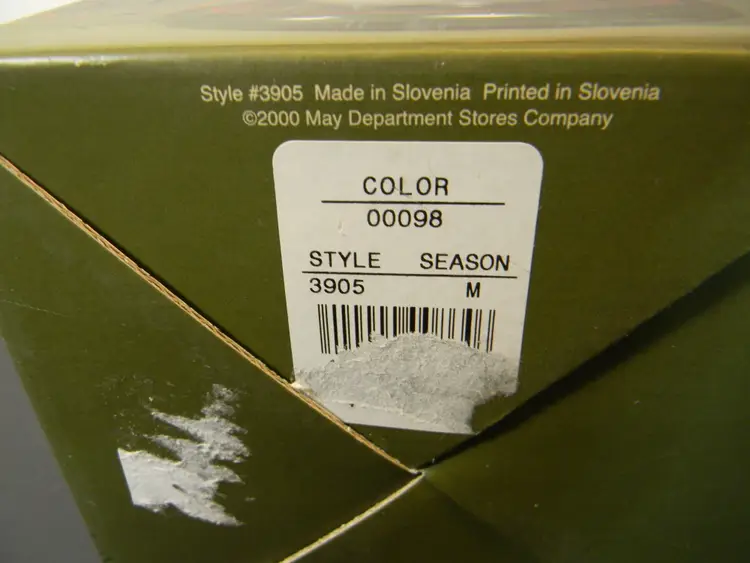 Style #3905 Made in Slovenia Printed in Slovenia
©2000 May Department Stores Company
COLOR
00098
STYLE SEASON
3905 M